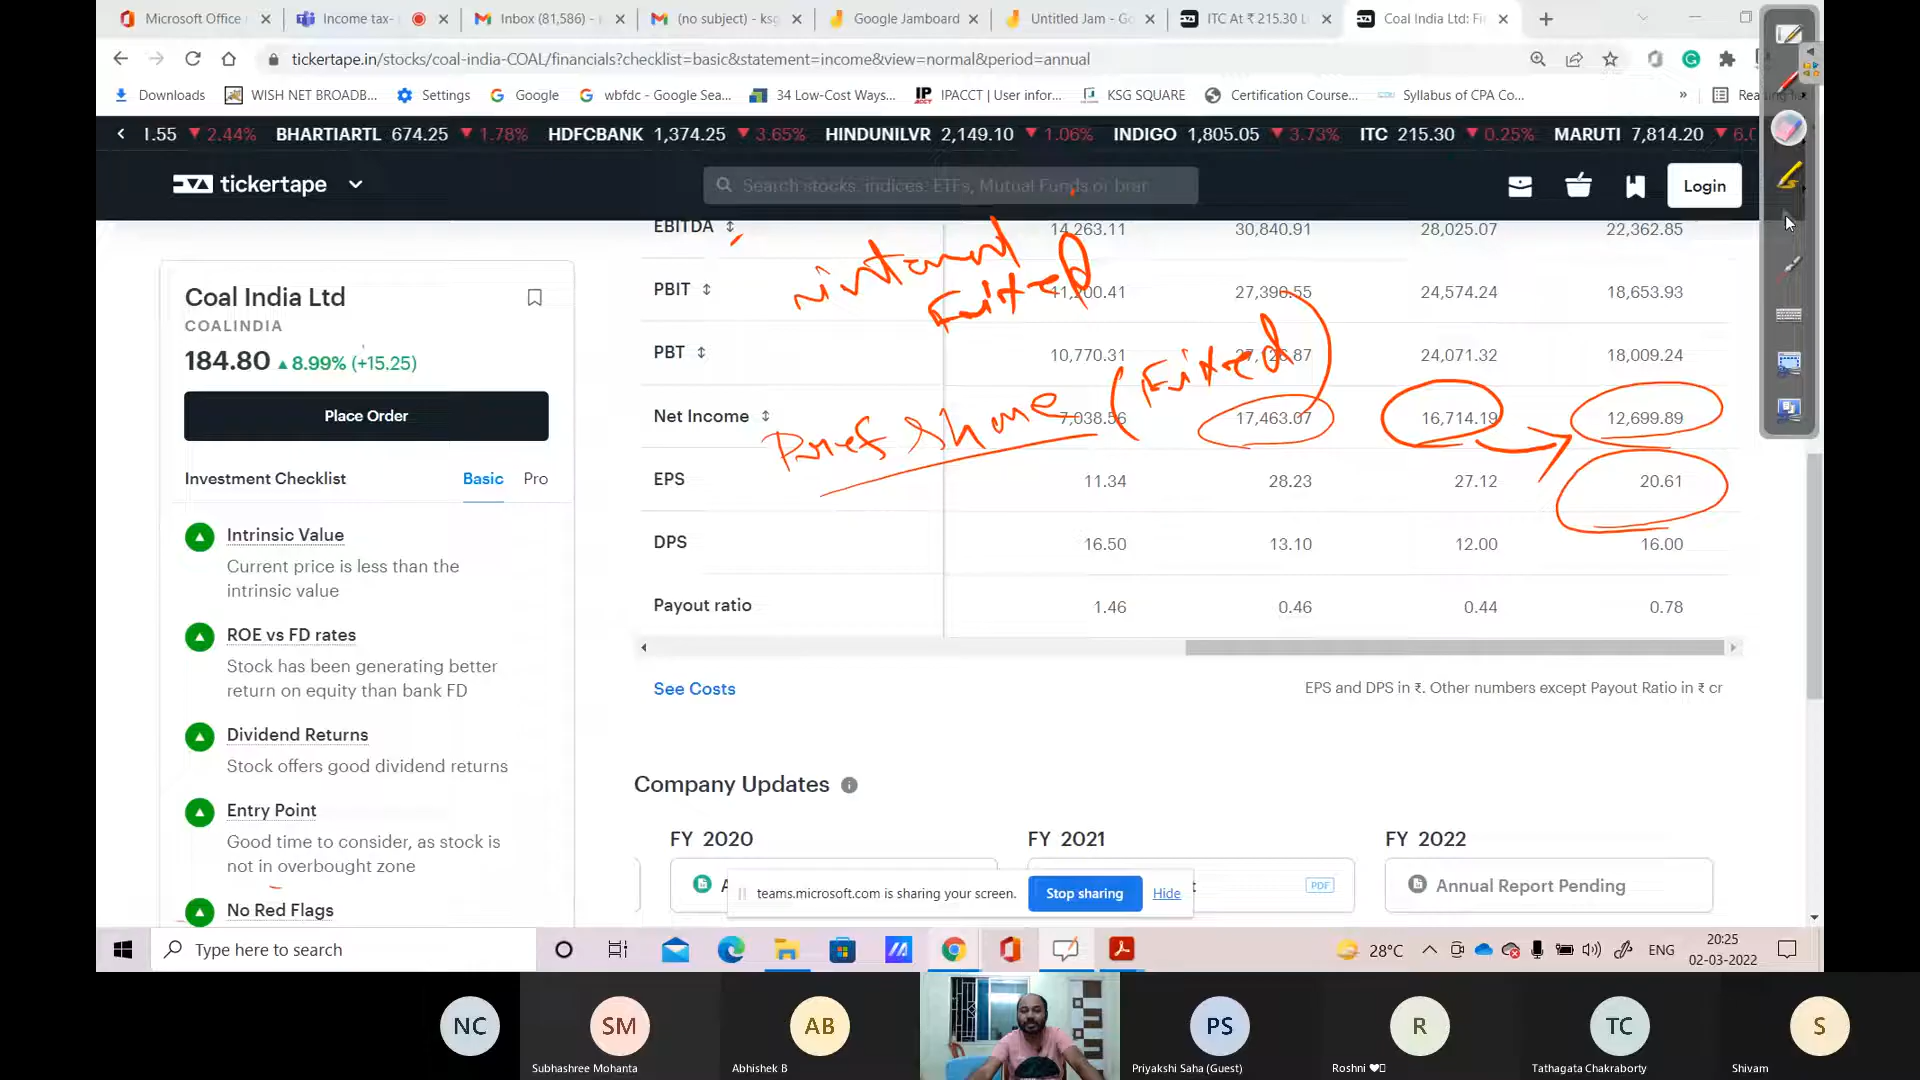 Microsoft Office
Income tax-
Inbox (81,586) -
(no subject) - ksg
Google Jamboard
Untitled Jam - Go
ITC At ₹ 215.30
Coal India Ltd: Fi
tickertape.in/stocks/coal-india-COAL/financials?checklist=basic&statement=income&view=normal&period=annual
Downloads
WISH NET BROADB...
Settings
Google
wbfdc - Google Sea...
34 Low-Cost Ways...
IPACCT | User infor...
KSG SQUARE
Certification Course...
Syllabus of CPA Co...
»
1.55 ▼ 2.44% BHARTIARTL 674.25 ▼ 1.78% HDFCBANK 1,374.25 ▼ 3.65% HINDUNILVR 2,149.10 ▼ 1.06% INDIGO 1,805.05 ▼ 3.73% ITC 215.30 ▼ 0.25% MARUTI 7,814.20 ▼ 6.0
tickertape
Search stocks, indices, ETFs, Mutual Funds or bran
Login
Coal India Ltd
COALINDIA
184.80 ▲ 8.99% (+15.25)
Place Order
Investment Checklist Basic Pro
Intrinsic Value
Current price is less than the
intrinsic value
ROE vs FD rates
Stock has been generating better
return on equity than bank FD
Dividend Returns
Stock offers good dividend returns
Entry Point
Good time to consider, as stock is
not in overbought zone
No Red Flags
EBITDA 14,263.11 30,840.91 28,025.07 22,362.85
PBIT 11,200.41 27,390.55 24,574.24 18,653.93
PBT 10,770.31 27,126.87 24,071.32 18,009.24
Net Income 7,038.56 17,463.07 16,714.19 12,699.89
EPS 11.34 28.23 27.12 20.61
DPS 16.50 13.10 12.00 16.00
Payout ratio 1.46 0.46 0.44 0.78
share
See Costs
EPS and DPS in ₹. Other numbers except Payout Ratio in ₹ cr
Company Updates
FY 2020 FY 2021 FY 2022
PDF
Annual Report Pending
teams.microsoft.com is sharing your screen. Stop sharing Hide
Type here to search
28°C
ENG
20:25
02-03-2022
NC
SM
AB
PS
R
TC
S
Subhashree Mohanta
Abhishek B
Priyakshi Saha (Guest)
Roshni
Tathagata Chakraborty
Shivam